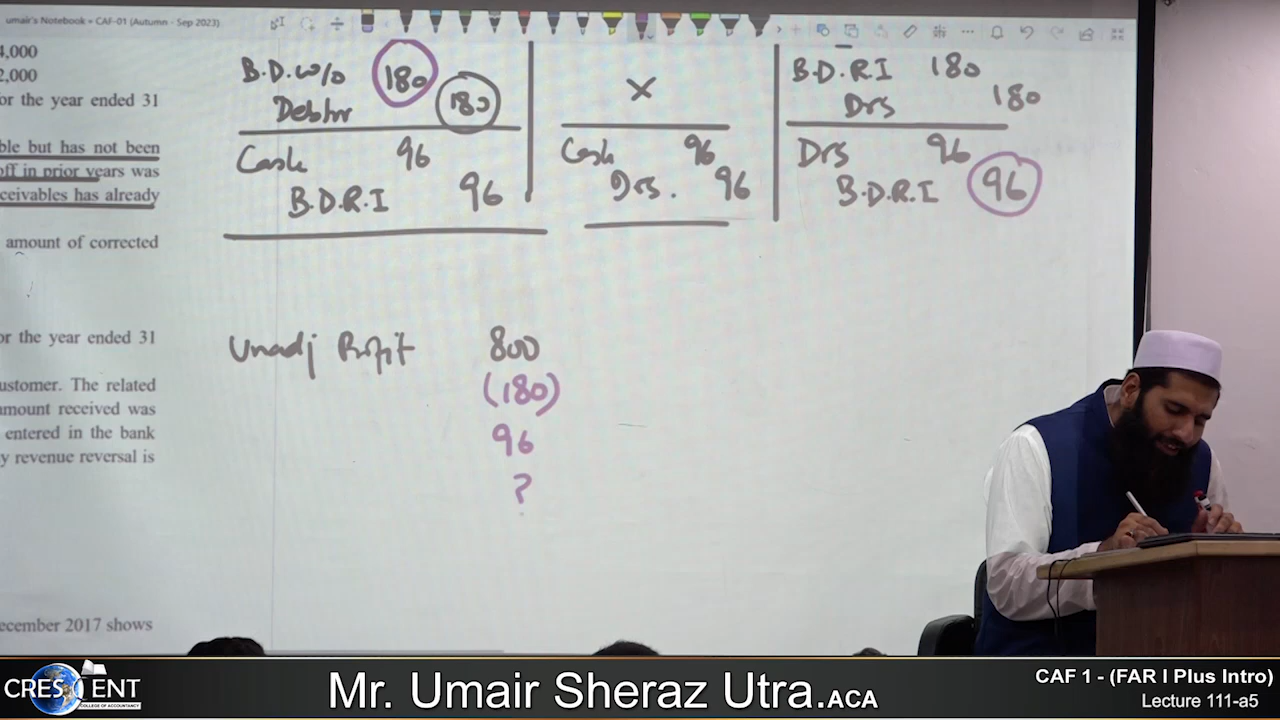 umair's Notebook » CAF-01 (Autumn - Sep 2023)
4,000
2,000
or the year ended 31
ble but has not been
off in prior years was
ceivables has already
amount of corrected
or the year ended 31
ustomer. The related
amount received was
entered in the bank
y revenue reversal is
ecember 2017 shows
B.D.w/o 180
Debtor 180
Cash 96
B.D.R.I 96
X
Cash 96
Drs. 96
B.D.R.I 180
Drs 180
Drs 96
B.D.R.I 96
Unadj Profit 800
(180)
96
?
CRESCENT
COLLEGE OF ACCOUNTANCY
Mr. Umair Sheraz Utra.ACA
CAF 1 - (FAR I Plus Intro)
Lecture 111-a5